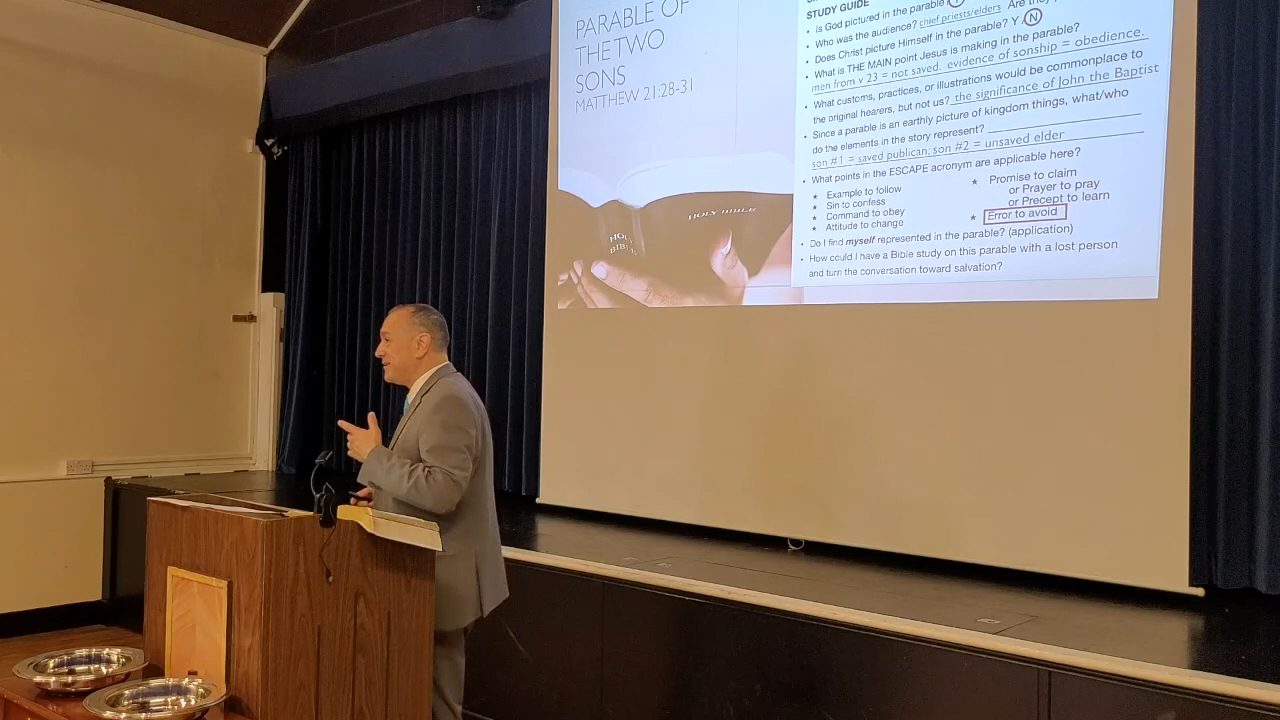 PARABLE OF
THE TWO
SONS
MATTHEW 21:28-31
HOLY BIBLE
HOLY
BIBLE
STUDY GUIDE
• Is God pictured in the parable
• Who was the audience? chief priests/elders Are they
• Does Christ picture Himself in the parable? Y N
• What is THE MAIN point Jesus is making in the parable?
men from v 23 = not saved. evidence of sonship = obedience.
• What customs, practices, or illustrations would be commonplace to
the original hearers, but not us? the significance of John the Baptist
• Since a parable is an earthly picture of kingdom things, what/who
do the elements in the story represent?
son #1 = saved publican; son #2 = unsaved elder
• What points in the ESCAPE acronym are applicable here?
★ Example to follow
★ Sin to confess
★ Command to obey
★ Attitude to change
★ Promise to claim
or Prayer to pray
or Precept to learn
★ Error to avoid
• Do I find myself represented in the parable? (application)
• How could I have a Bible study on this parable with a lost person
and turn the conversation toward salvation?